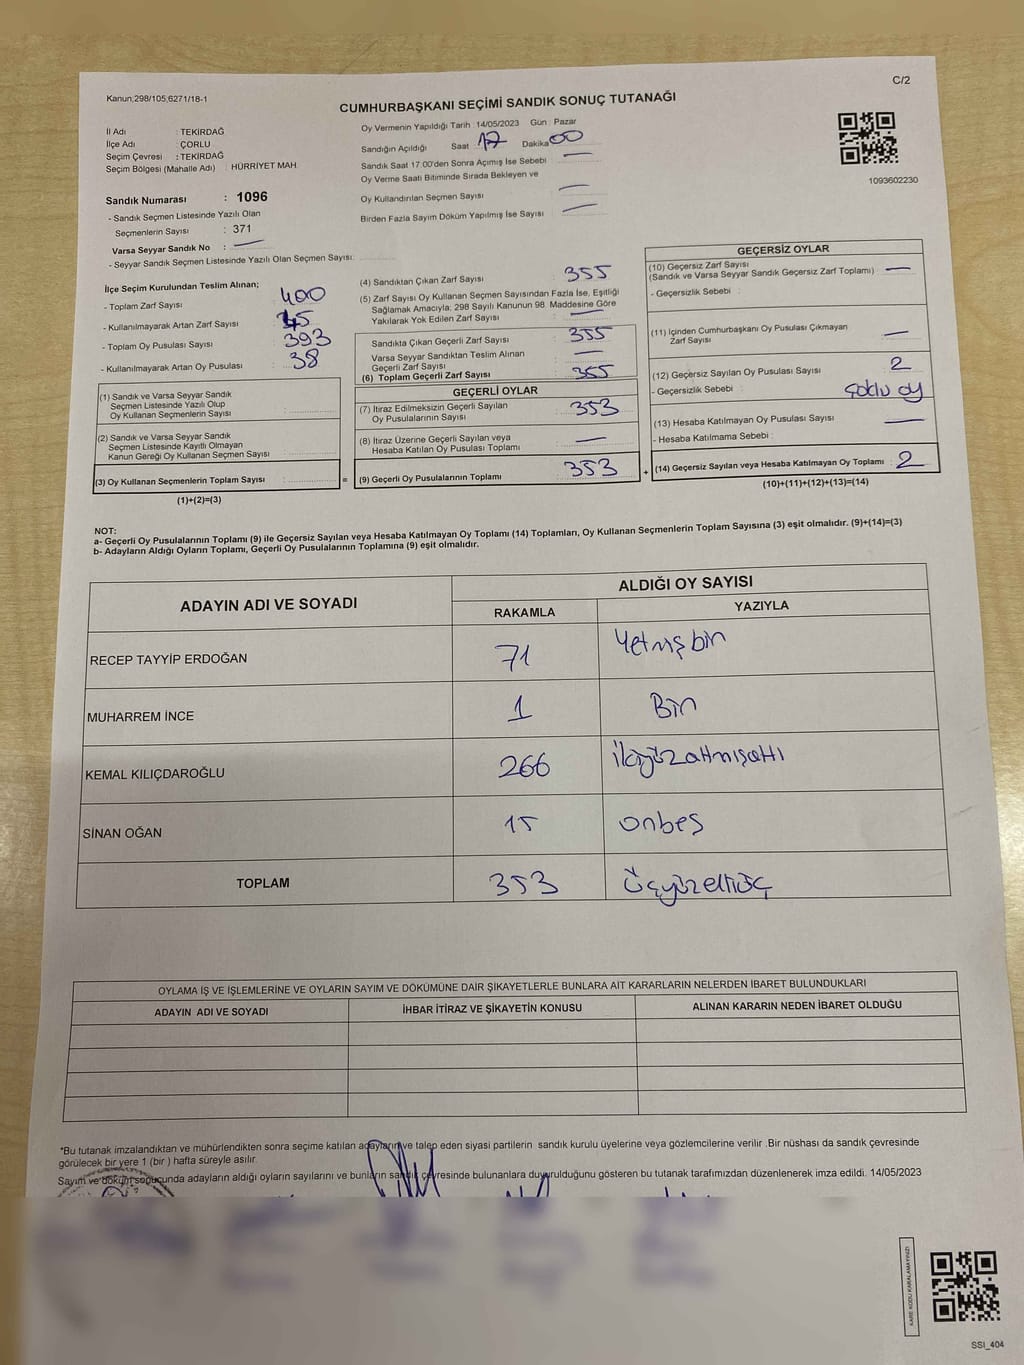 C/2
Kanun;298/105,6271/18-1
CUMHURBAŞKANI SEÇİMİ SANDIK SONUÇ TUTANAĞI
İl Adı : TEKİRDAĞ
İlçe Adı : ÇORLU
Seçim Çevresi : TEKİRDAĞ
Seçim Bölgesi (Mahalle Adı) : HÜRRİYET MAH
Oy Vermenin Yapıldığı Tarih : 14/05/2023 Gün : Pazar
Sandığın Açıldığı Saat 17 Dakika 00
Sandık Saat 17.00'den Sonra Açımış İse Sebebi
Oy Verme Saati Bitiminde Sırada Bekleyen ve
Oy Kullandırılan Seçmen Sayısı
Birden Fazla Sayım Döküm Yapılmış İse Sayısı
1093602230
Sandık Numarası : 1096
- Sandık Seçmen Listesinde Yazılı Olan
Seçmenlerin Sayısı : 371
Varsa Seyyar Sandık No :
- Seyyar Sandık Seçmen Listesinde Yazılı Olan Seçmen Sayısı:
İlçe Seçim Kurulundan Teslim Alınan;
- Toplam Zarf Sayısı : 400
- Kullanılmayarak Artan Zarf Sayısı : 45
- Toplam Oy Pusulası Sayısı : 393
- Kullanılmayarak Artan Oy Pusulası : 38
(1) Sandık ve Varsa Seyyar Sandık
Seçmen Listesinde Yazılı Olup
Oy Kullanan Seçmenlerin Sayısı :
(2) Sandık ve Varsa Seyyar Sandık
Seçmen Listesinde Kayıtlı Olmayan
Kanun Gereği Oy Kullanan Seçmen Sayısı :
(3) Oy Kullanan Seçmenlerin Toplam Sayısı : =
(1)+(2)=(3)
(4) Sandıktan Çıkan Zarf Sayısı : 355
(5) Zarf Sayısı Oy Kullanan Seçmen Sayısından Fazla İse, Eşitliği
Sağlamak Amacıyla; 298 Sayılı Kanunun 98. Maddesine Göre
Yakılarak Yok Edilen Zarf Sayısı :
Sandıkta Çıkan Geçerli Zarf Sayısı : 355
Varsa Seyyar Sandıktan Teslim Alınan
Geçerli Zarf Sayısı :
(6) Toplam Geçerli Zarf Sayısı : 355
GEÇERLİ OYLAR
(7) İtiraz Edilmeksizin Geçerli Sayılan
Oy Pusulalarının Sayısı : 353
(8) İtiraz Üzerine Geçerli Sayılan veya
Hesaba Katılan Oy Pusulası Toplamı :
(9) Geçerli Oy Pusulalarının Toplamı : 353 +
GEÇERSİZ OYLAR
(10) Geçersiz Zarf Sayısı
(Sandık ve Varsa Seyyar Sandık Geçersiz Zarf Toplamı) :
- Geçersizlik Sebebi :
(11) İçinden Cumhurbaşkanı Oy Pusulası Çıkmayan
Zarf Sayısı :
(12) Geçersiz Sayılan Oy Pusulası Sayısı : 2
- Geçersizlik Sebebi :
(13) Hesaba Katılmayan Oy Pusulası Sayısı :
- Hesaba Katılmama Sebebi :
(14) Geçersiz Sayılan veya Hesaba Katılmayan Oy Toplamı : 2
(10)+(11)+(12)+(13)=(14)
NOT:
a- Geçerli Oy Pusulalarının Toplamı (9) ile Geçersiz Sayılan veya Hesaba Katılmayan Oy Toplamı (14) Toplamları, Oy Kullanan Seçmenlerin Toplam Sayısına (3) eşit olmalıdır. (9)+(14)=(3)
b- Adayların Aldığı Oyların Toplamı, Geçerli Oy Pusulalarının Toplamına (9) eşit olmalıdır.
ADAYIN ADI VE SOYADI ALDIĞI OY SAYISI
RAKAMLA YAZIYLA
RECEP TAYYİP ERDOĞAN 71 Yetmişbin
MUHARREM İNCE 1 Bin
KEMAL KILIÇDAROĞLU 266 ikiyüzaltmışaltı
SİNAN OĞAN 15 onbeş
TOPLAM 353 üçyüzelliüç
OYLAMA İŞ VE İŞLEMLERİNE VE OYLARIN SAYIM VE DÖKÜMÜNE DAİR ŞİKAYETLERLE BUNLARA AİT KARARLARIN NELERDEN İBARET BULUNDUKLARI
ADAYIN ADI VE SOYADI İHBAR İTİRAZ VE ŞİKAYETİN KONUSU ALINAN KARARIN NEDEN İBARET OLDUĞU
*Bu tutanak imzalandıktan ve mühürlendikten sonra seçime katılan adayların ve talep eden siyasi partilerin sandık kurulu üyelerine veya gözlemcilerine verilir .Bir nüshası da sandık çevresinde
görülecek bir yere 1 (bir ) hafta süreyle asılır.
Sayım ve döküm sonucunda adayların aldığı oyların sayılarını ve bunların sandık çevresinde bulunanlara duyurulduğunu gösteren bu tutanak tarafımızdan düzenlenerek imza edildi. 14/05/2023
KARE KODU KARALAMAYINIZ!
SSI_404